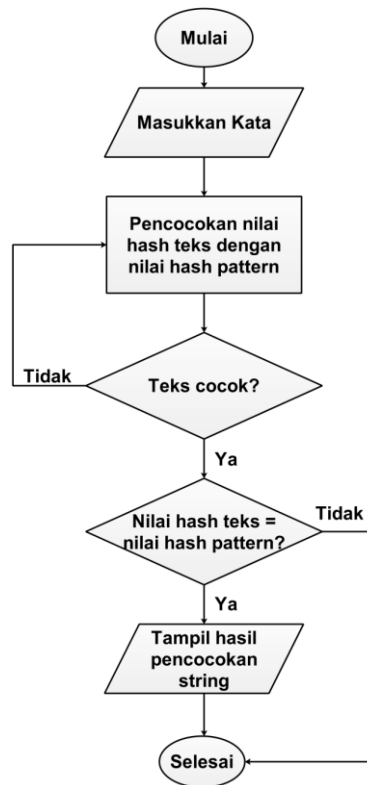 Mulai
Masukkan Kata
Pencocokan nilai
hash teks dengan
nilai hash pattern
Teks cocok?
Tidak
Ya
Nilai hash teks =
nilai hash pattern?
Tidak
Ya
Tampil hasil
pencocokan
string
Selesai